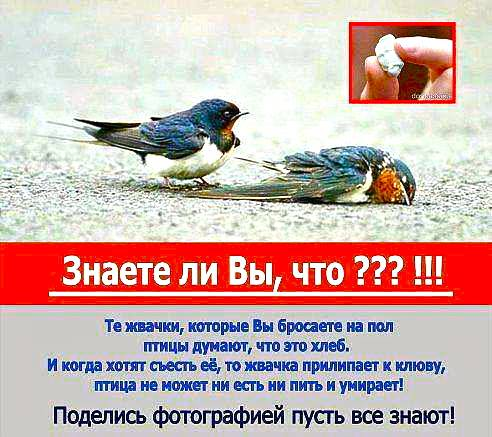 Знаете ли Вы, что ??? !!!
Те жвачки, которые Вы бросаете на пол
птицы думают, что это хлеб.
И когда хотят съесть её, то жвачка прилипает к клюву,
птица не может ни есть ни пить и умирает!
Поделись фотографией пусть все знают!